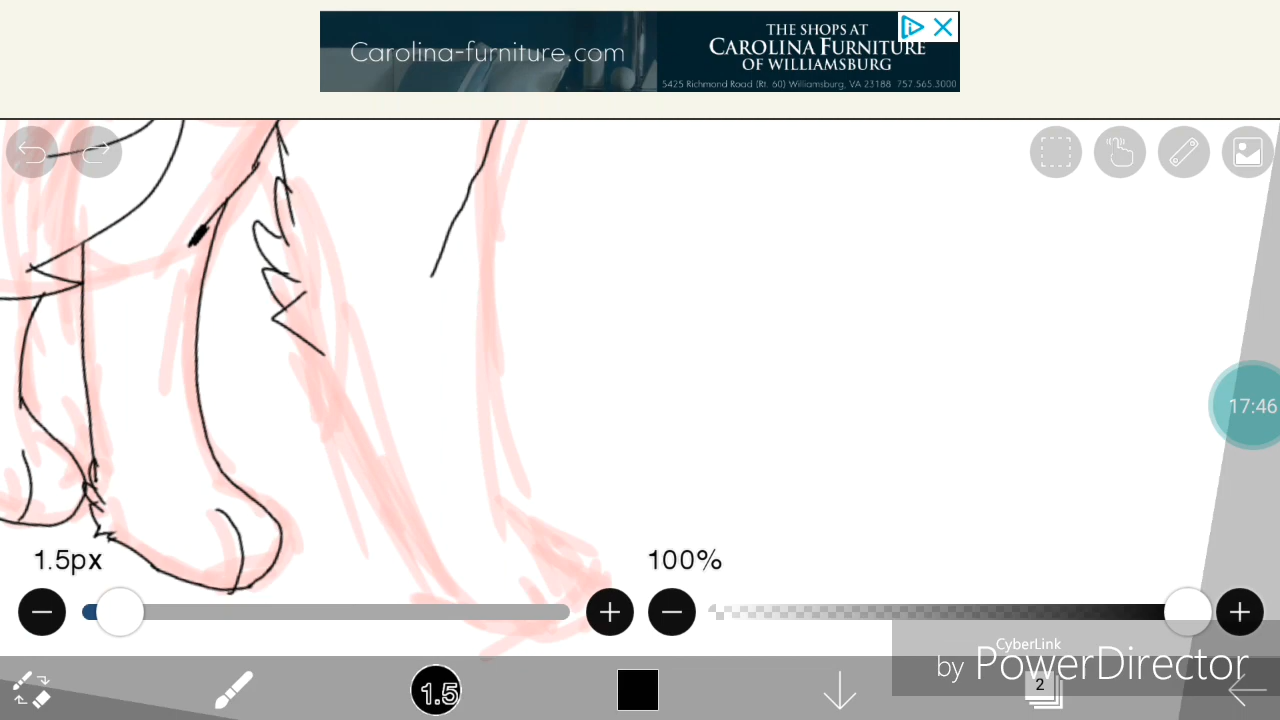 Carolina-furniture.com
THE SHOPS AT
CAROLINA FURNITURE
OF WILLIAMSBURG
5425 Richmond Road (Rt. 60) Williamsburg, VA 23188 757.565.3000
17:46
1.5px
100%
CyberLink
by PowerDirector
1.5
2